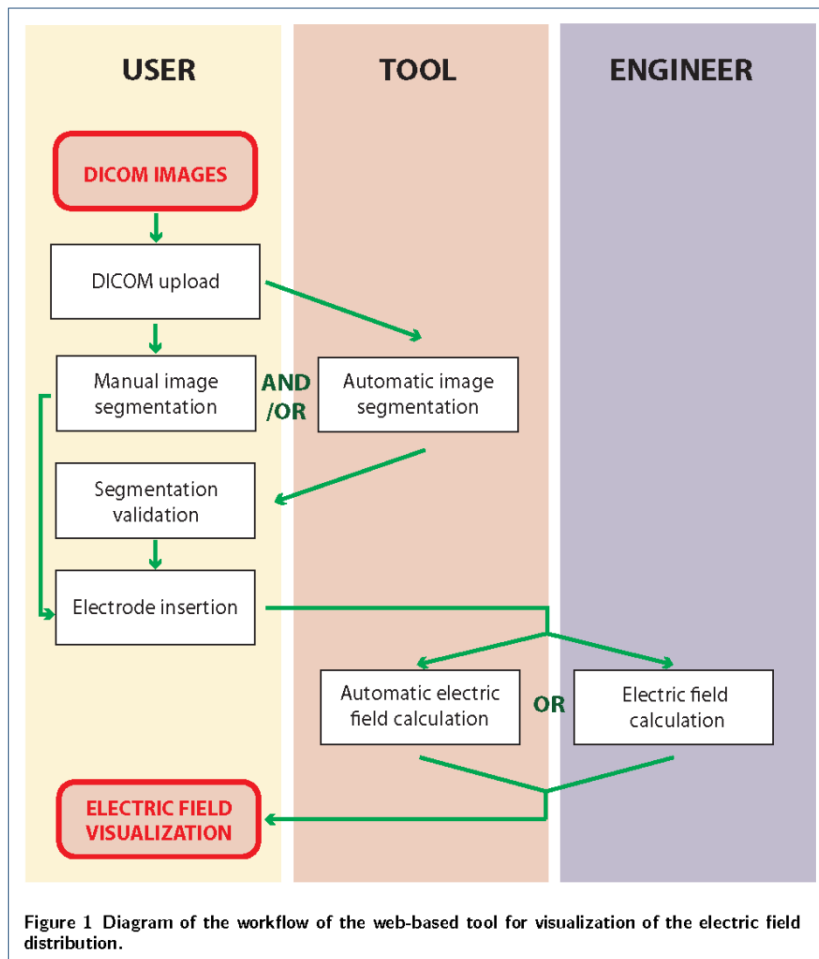 USER
TOOL
ENGINEER
DICOM IMAGES
DICOM upload
Manual image
segmentation
AND
/OR
Automatic image
segmentation
Segmentation
validation
Electrode insertion
Automatic electric
field calculation
OR
Electric field
calculation
ELECTRIC FIELD
VISUALIZATION
Figure 1 Diagram of the workflow of the web-based tool for visualization of the electric field
distribution.